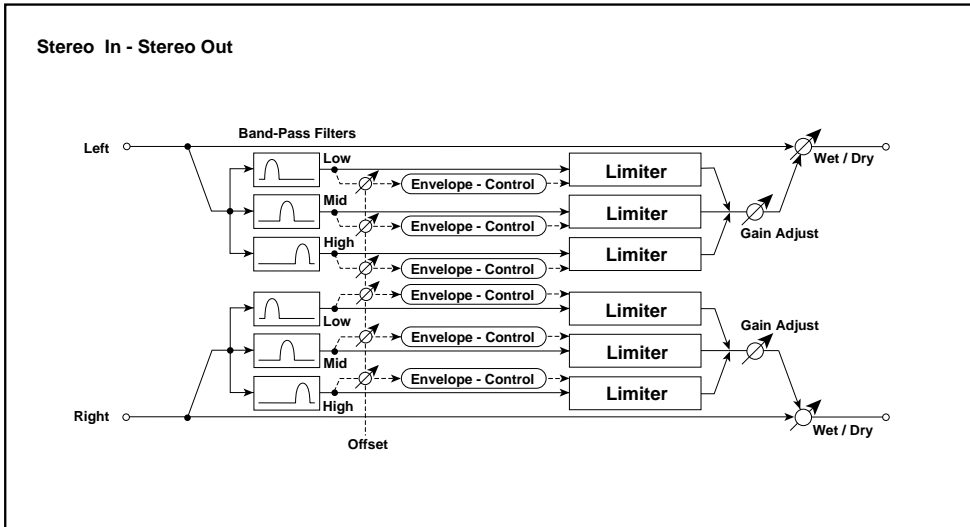 Stereo In - Stereo Out
Band-Pass Filters
Left
Wet / Dry
Low
Limiter
Envelope - Control
Mid
Limiter
Envelope - Control
Gain Adjust
High
Limiter
Envelope - Control
Envelope - Control
Low
Limiter
Gain Adjust
Envelope - Control
Mid
Limiter
Envelope - Control
High
Limiter
Right
Wet / Dry
Offset